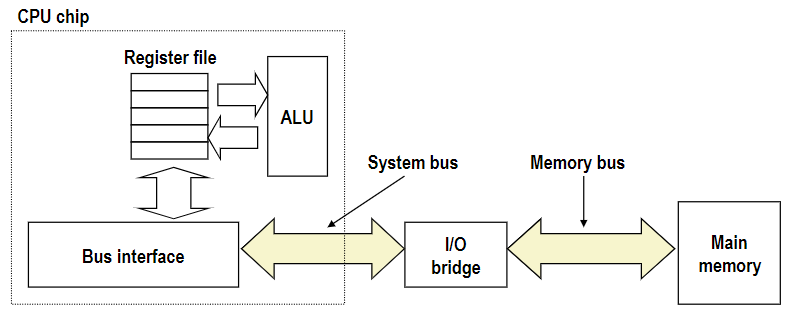 CPU chip
Register file
ALU
System bus
Memory bus
Bus interface
I/O
bridge
Main
memory